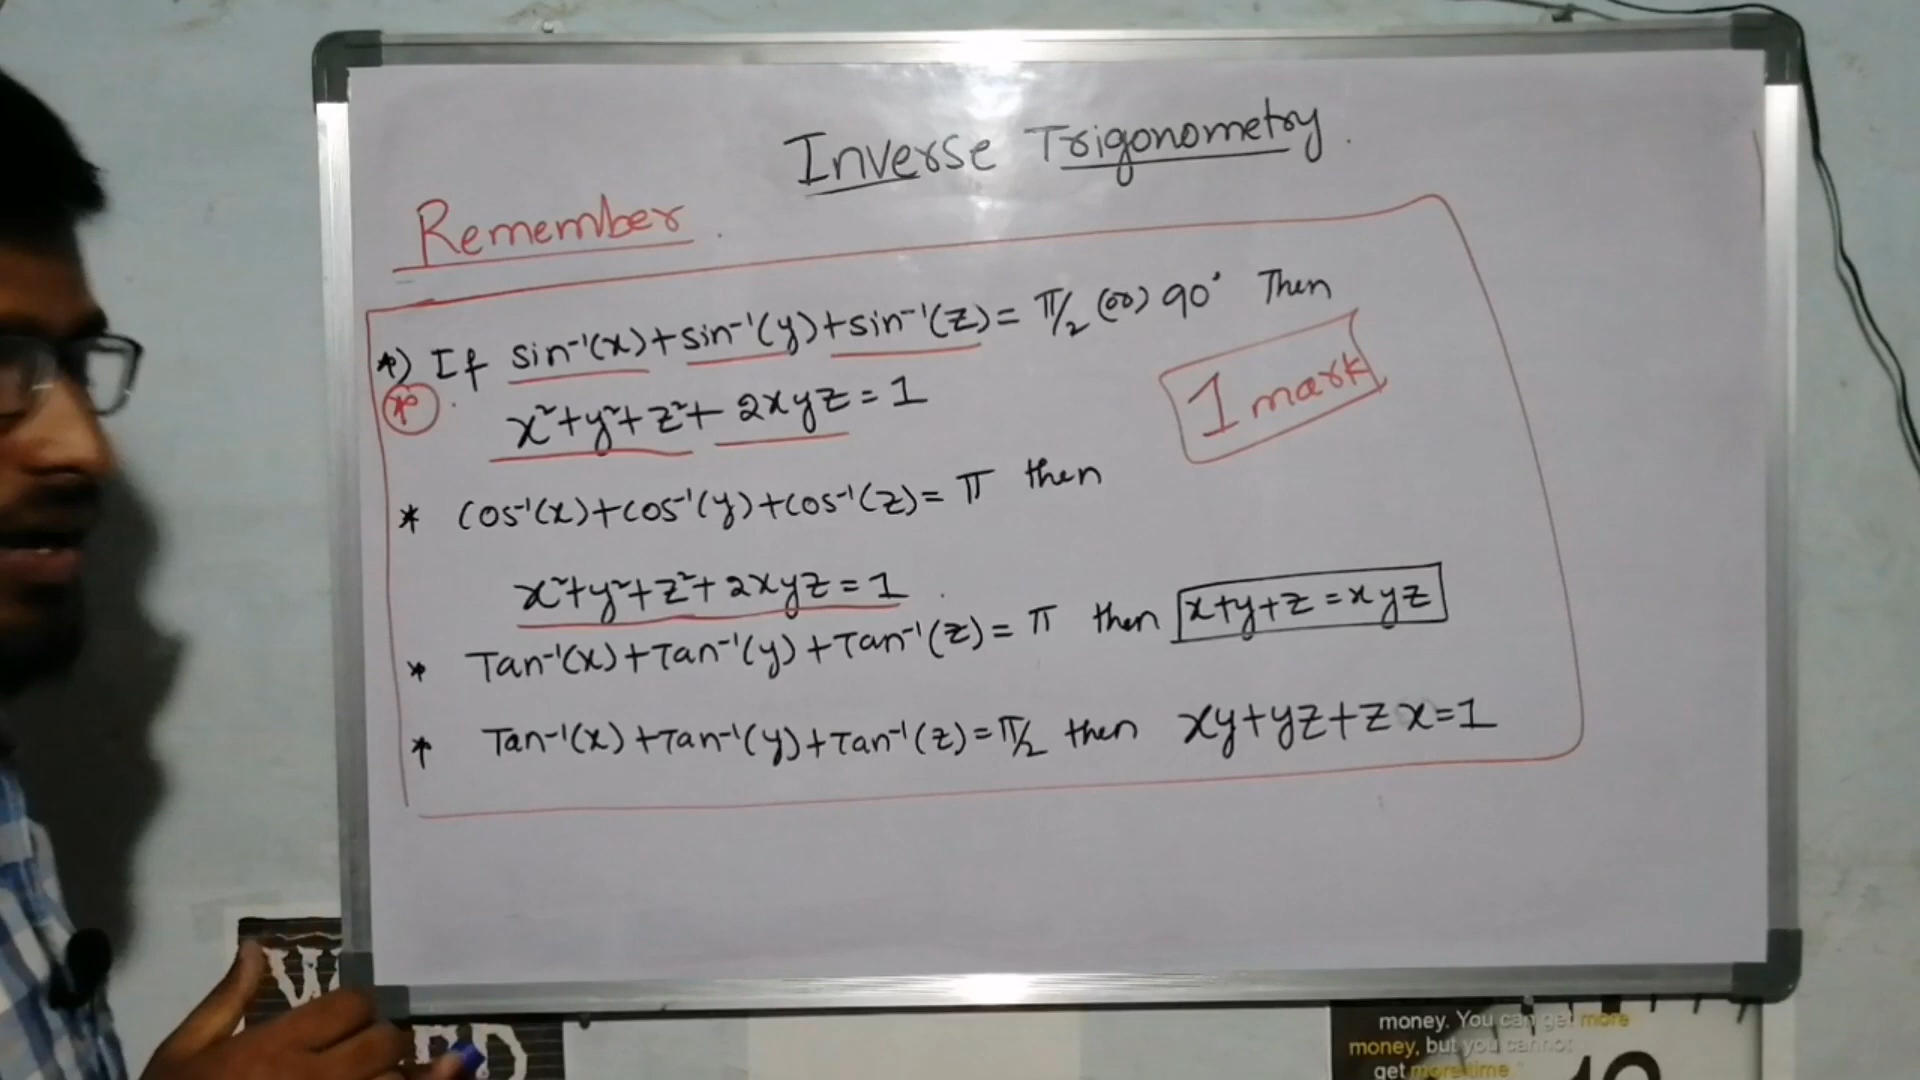 Inverse Trigonometry.
Remember.
*) If sin⁻¹(x)+sin⁻¹(y)+sin⁻¹(z)= π/2 (or) 90° Then
* x²+y²+z²+ 2xyz=1
1 mark
* cos⁻¹(x)+cos⁻¹(y)+cos⁻¹(z)= π then
x²+y²+z²+2xyz=1.
* Tan⁻¹(x)+Tan⁻¹(y)+Tan⁻¹(z)= π then x+y+z=xyz
* Tan⁻¹(x)+Tan⁻¹(y)+Tan⁻¹(z)=π/2 then xy+yz+zx=1
money. You can get more
money, but you cannot
get more time.